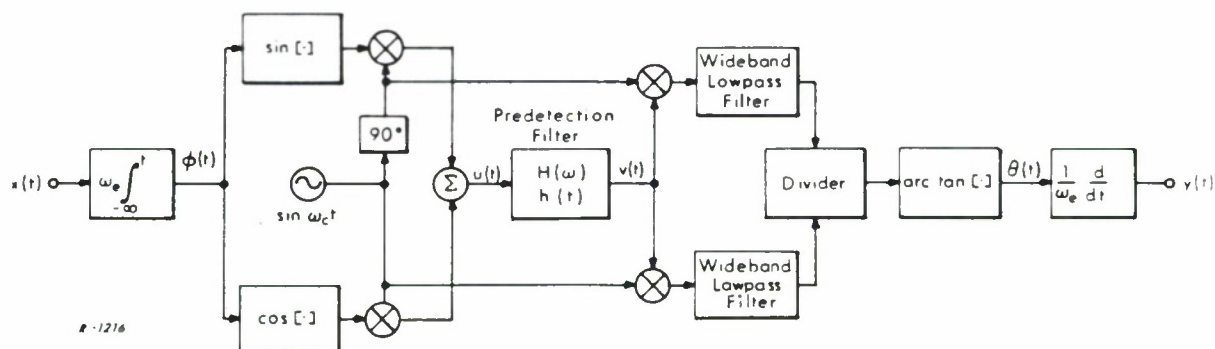 x(t)
ωe ∫ t -∞
φ(t)
sin [·]
90°
sin ωct
cos [·]
Σ
u(t)
Predetection
Filter
H(ω)
h (t)
v(t)
Wideband
Lowpass
Filter
Wideband
Lawpass
Filter
Divider
arc tan [·]
θ(t)
1/ωe d/dt
y(t)
R-1216